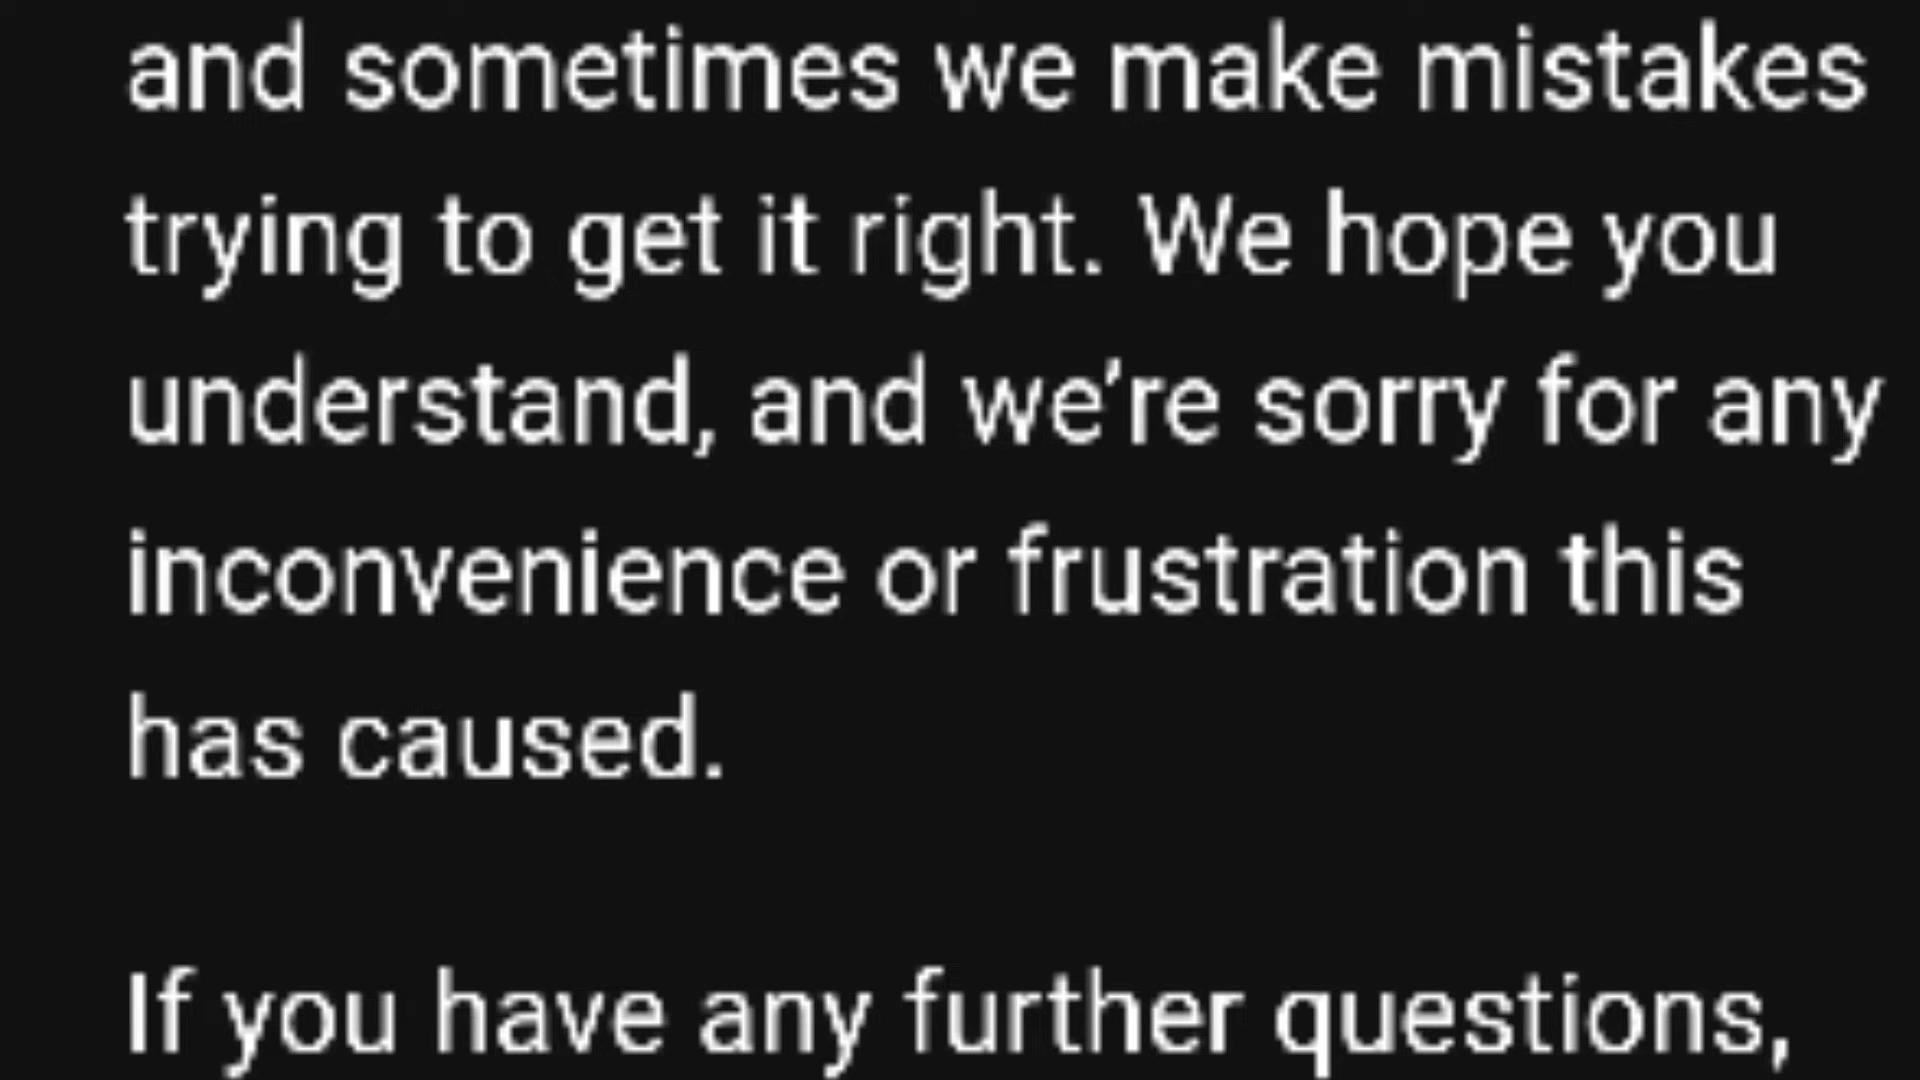 and sometimes we make mistakes
trying to get it right. We hope you
understand, and we’re sorry for any
inconvenience or frustration this
has caused.
If you have any further questions,